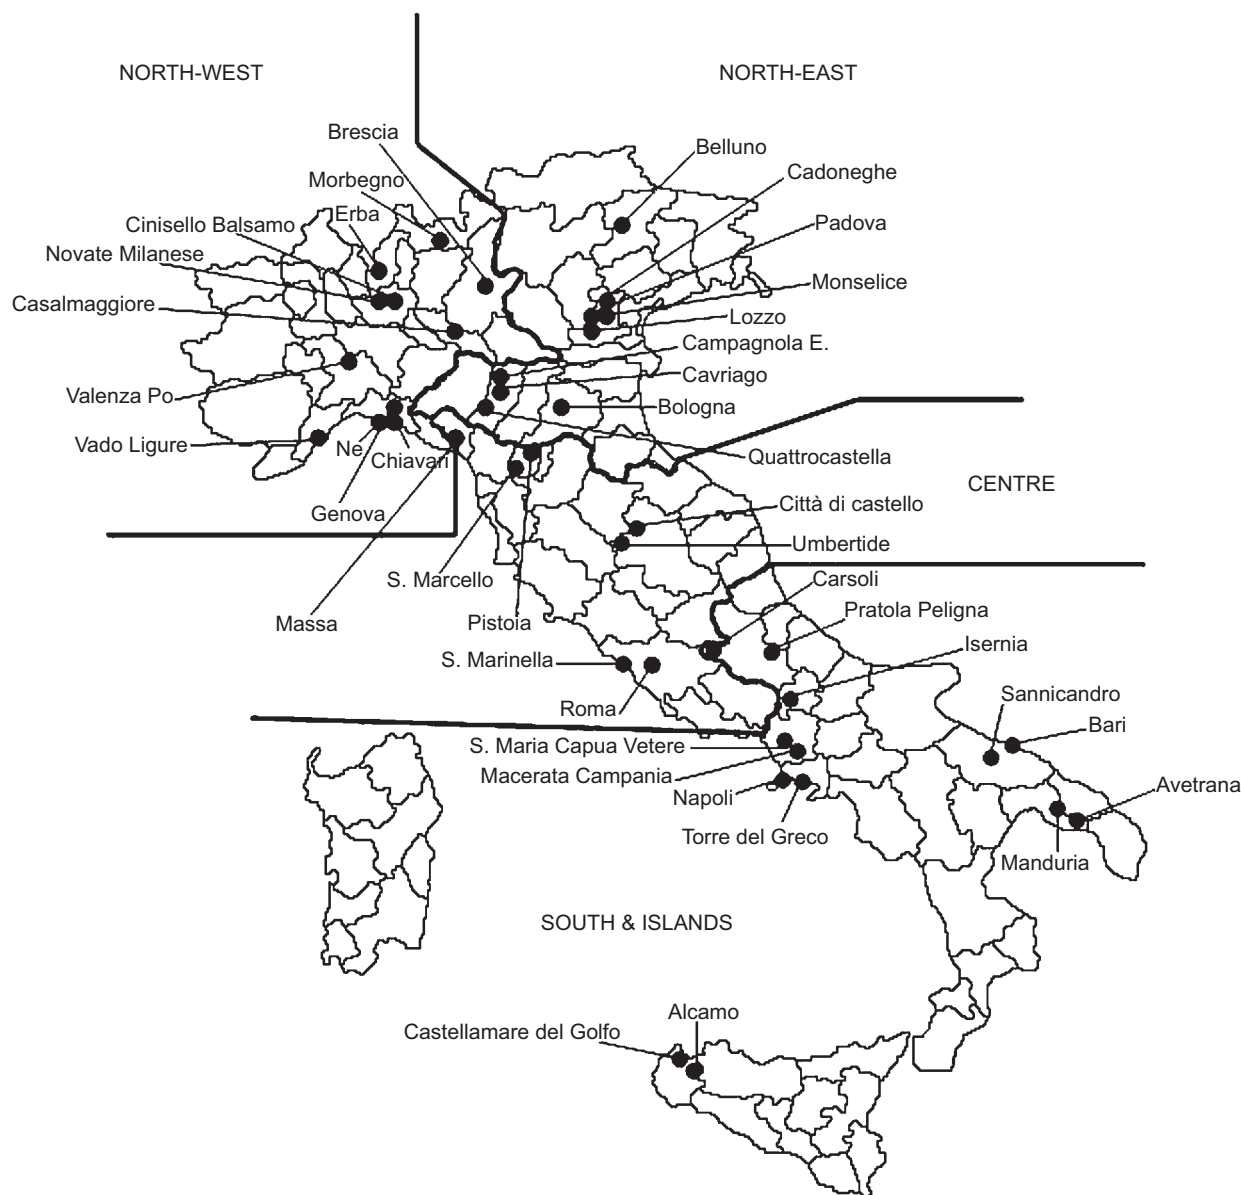 NORTH-WEST
NORTH-EAST
Brescia
Belluno
Morbegno
Cadoneghe
Erba
Cinisello Balsamo
Padova
Novate Milanese
Monselice
Casalmaggiore
Lozzo
Campagnola E.
Cavriago
Valenza Po
Bologna
Vado Ligure
Ne
Chiavari
Quattrocastella
CENTRE
Genova
Città di castello
Umbertide
S. Marcello
Carsoli
Massa
Pistoia
Pratola Peligna
Isernia
S. Marinella
Sannicandro
Roma
Bari
S. Maria Capua Vetere
Macerata Campania
Napoli
Avetrana
Torre del Greco
Manduria
SOUTH & ISLANDS
Alcamo
Castellamare del Golfo